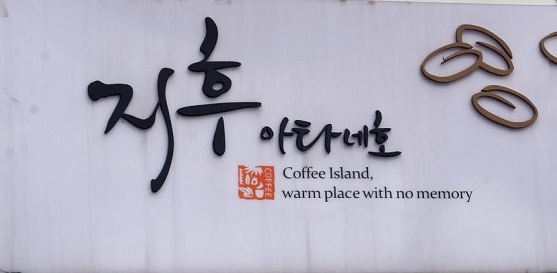 지후 아타네호
COFFEE
Coffee Island,
warm place with no memory